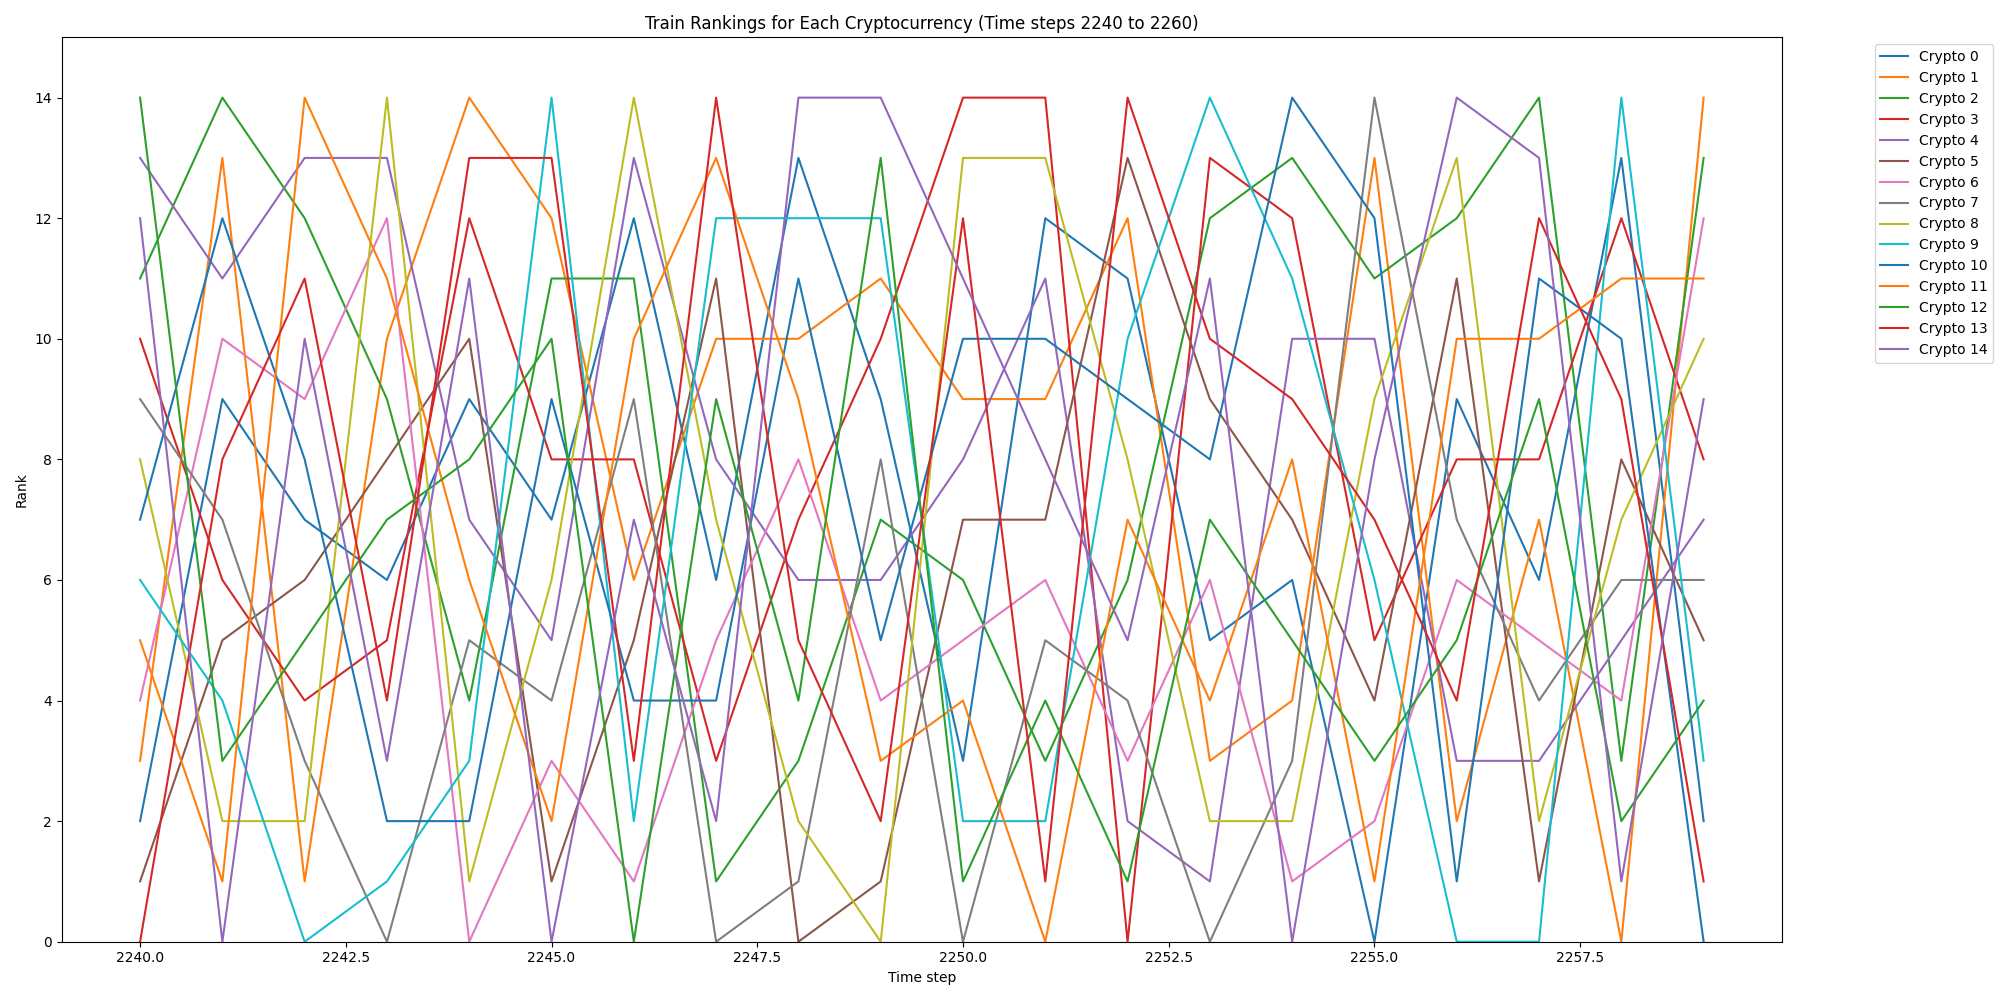 Train Rankings for Each Cryptocurrency (Time steps 2240 to 2260)
Rank
14
12
10
8
6
4
2
0
2240.0 2242.5 2245.0 2247.5 2250.0 2252.5 2255.0 2257.5
Time step
Crypto 0
Crypto 1
Crypto 2
Crypto 3
Crypto 4
Crypto 5
Crypto 6
Crypto 7
Crypto 8
Crypto 9
Crypto 10
Crypto 11
Crypto 12
Crypto 13
Crypto 14